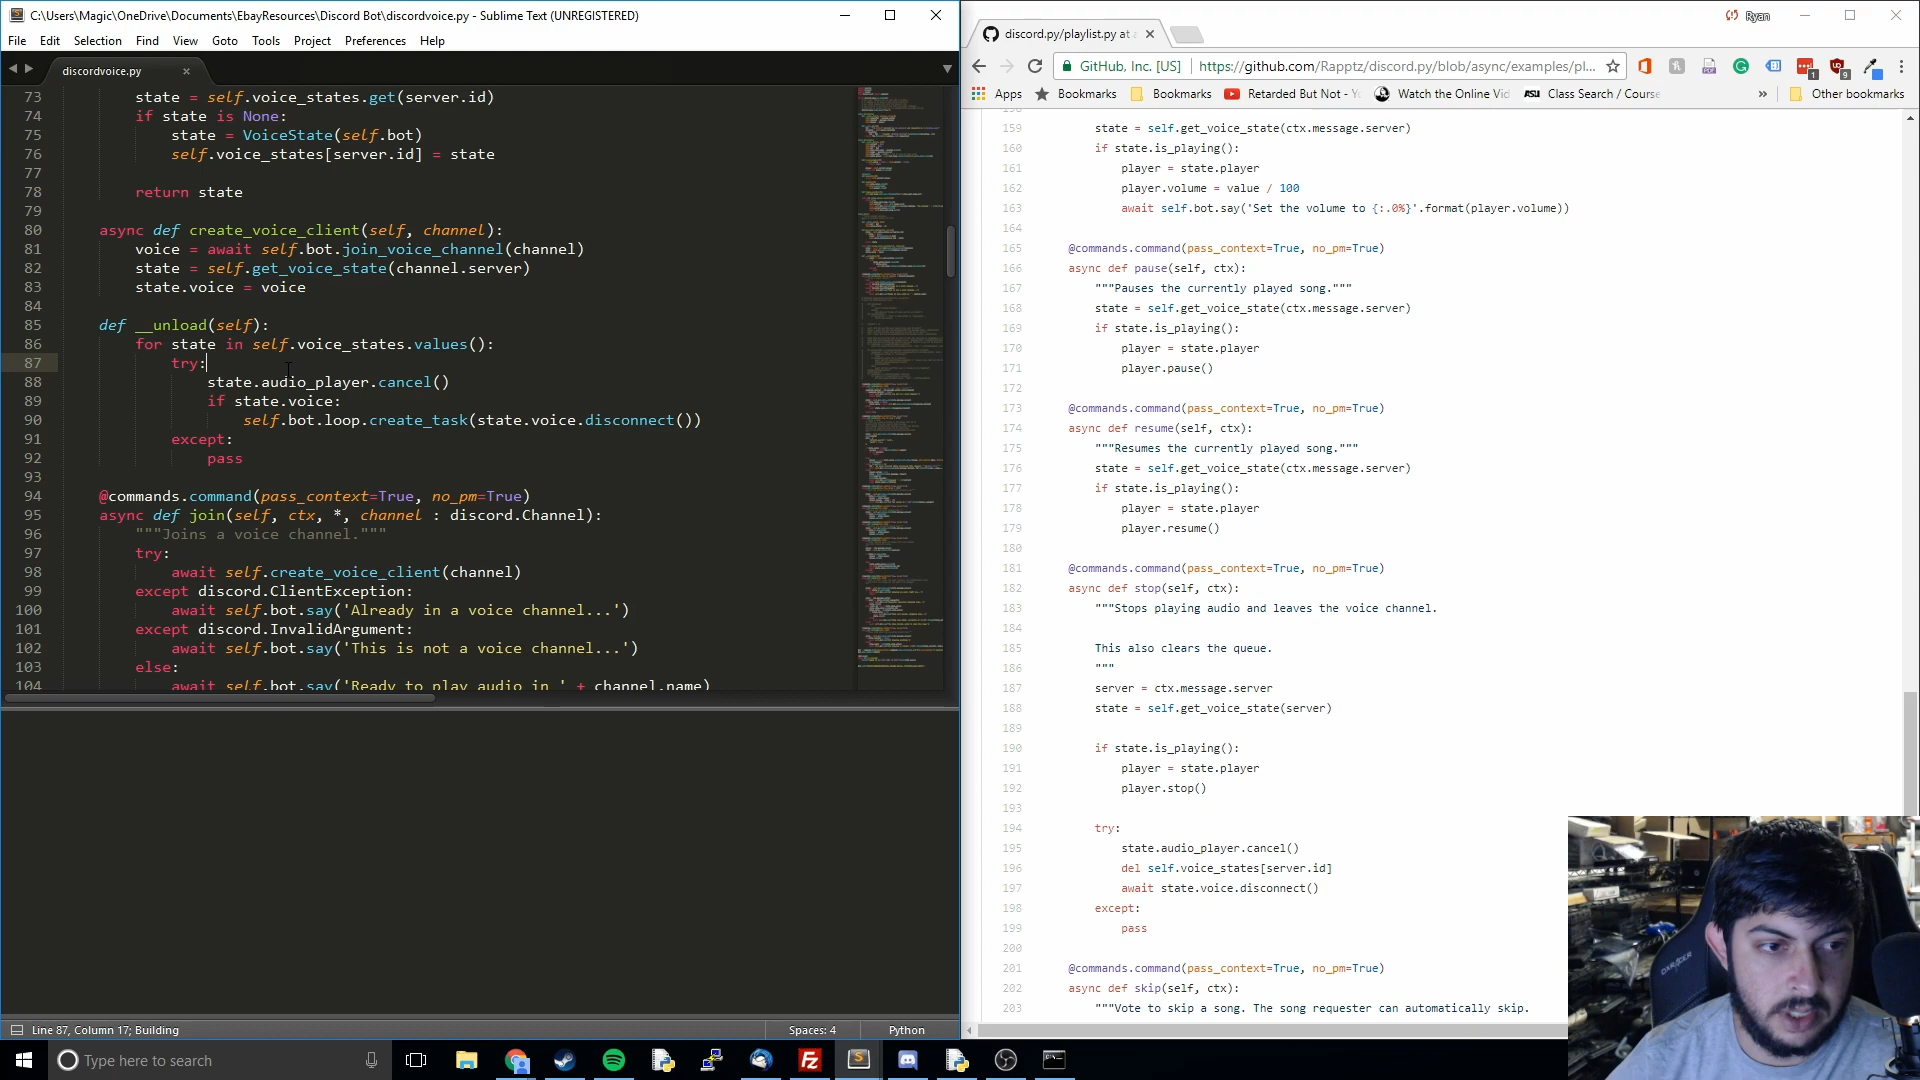 C:\Users\Magic\OneDrive\Documents\EbayResources\Discord Bot\discordvoice.py - Sublime Text (UNREGISTERED)
File Edit Selection Find View Goto Tools Project Preferences Help
discordvoice.py
73 state = self.voice_states.get(server.id)
74 if state is None:
75 state = VoiceState(self.bot)
76 self.voice_states[server.id] = state
77
78 return state
79
80 async def create_voice_client(self, channel):
81 voice = await self.bot.join_voice_channel(channel)
82 state = self.get_voice_state(channel.server)
83 state.voice = voice
84
85 def __unload(self):
86 for state in self.voice_states.values():
87 try:
88 state.audio_player.cancel()
89 if state.voice:
90 self.bot.loop.create_task(state.voice.disconnect())
91 except:
92 pass
93
94 @commands.command(pass_context=True, no_pm=True)
95 async def join(self, ctx, *, channel : discord.Channel):
96 """Joins a voice channel."""
97 try:
98 await self.create_voice_client(channel)
99 except discord.ClientException:
100 await self.bot.say('Already in a voice channel...')
101 except discord.InvalidArgument:
102 await self.bot.say('This is not a voice channel...')
103 else:
104 await self.bot.say('Ready to play audio in ' + channel.name)
Line 87, Column 17; Building Spaces: 4 Python
Ryan
discord.py/playlist.py at
GitHub, Inc. [US] https://github.com/Rapptz/discord.py/blob/async/examples/pl...
Apps Bookmarks Bookmarks Retarded But Not - Y Watch the Online Vid ASU Class Search / Course » Other bookmarks
159 state = self.get_voice_state(ctx.message.server)
160 if state.is_playing():
161 player = state.player
162 player.volume = value / 100
163 await self.bot.say('Set the volume to {:.0%}'.format(player.volume))
164
165 @commands.command(pass_context=True, no_pm=True)
166 async def pause(self, ctx):
167 """Pauses the currently played song."""
168 state = self.get_voice_state(ctx.message.server)
169 if state.is_playing():
170 player = state.player
171 player.pause()
172
173 @commands.command(pass_context=True, no_pm=True)
174 async def resume(self, ctx):
175 """Resumes the currently played song."""
176 state = self.get_voice_state(ctx.message.server)
177 if state.is_playing():
178 player = state.player
179 player.resume()
180
181 @commands.command(pass_context=True, no_pm=True)
182 async def stop(self, ctx):
183 """Stops playing audio and leaves the voice channel.
184
185 This also clears the queue.
186 """
187 server = ctx.message.server
188 state = self.get_voice_state(server)
189
190 if state.is_playing():
191 player = state.player
192 player.stop()
193
194 try:
195 state.audio_player.cancel()
196 del self.voice_states[server.id]
197 await state.voice.disconnect()
198 except:
199 pass
200
201 @commands.command(pass_context=True, no_pm=True)
202 async def skip(self, ctx):
203 """Vote to skip a song. The song requester can automatically skip.
Type here to search